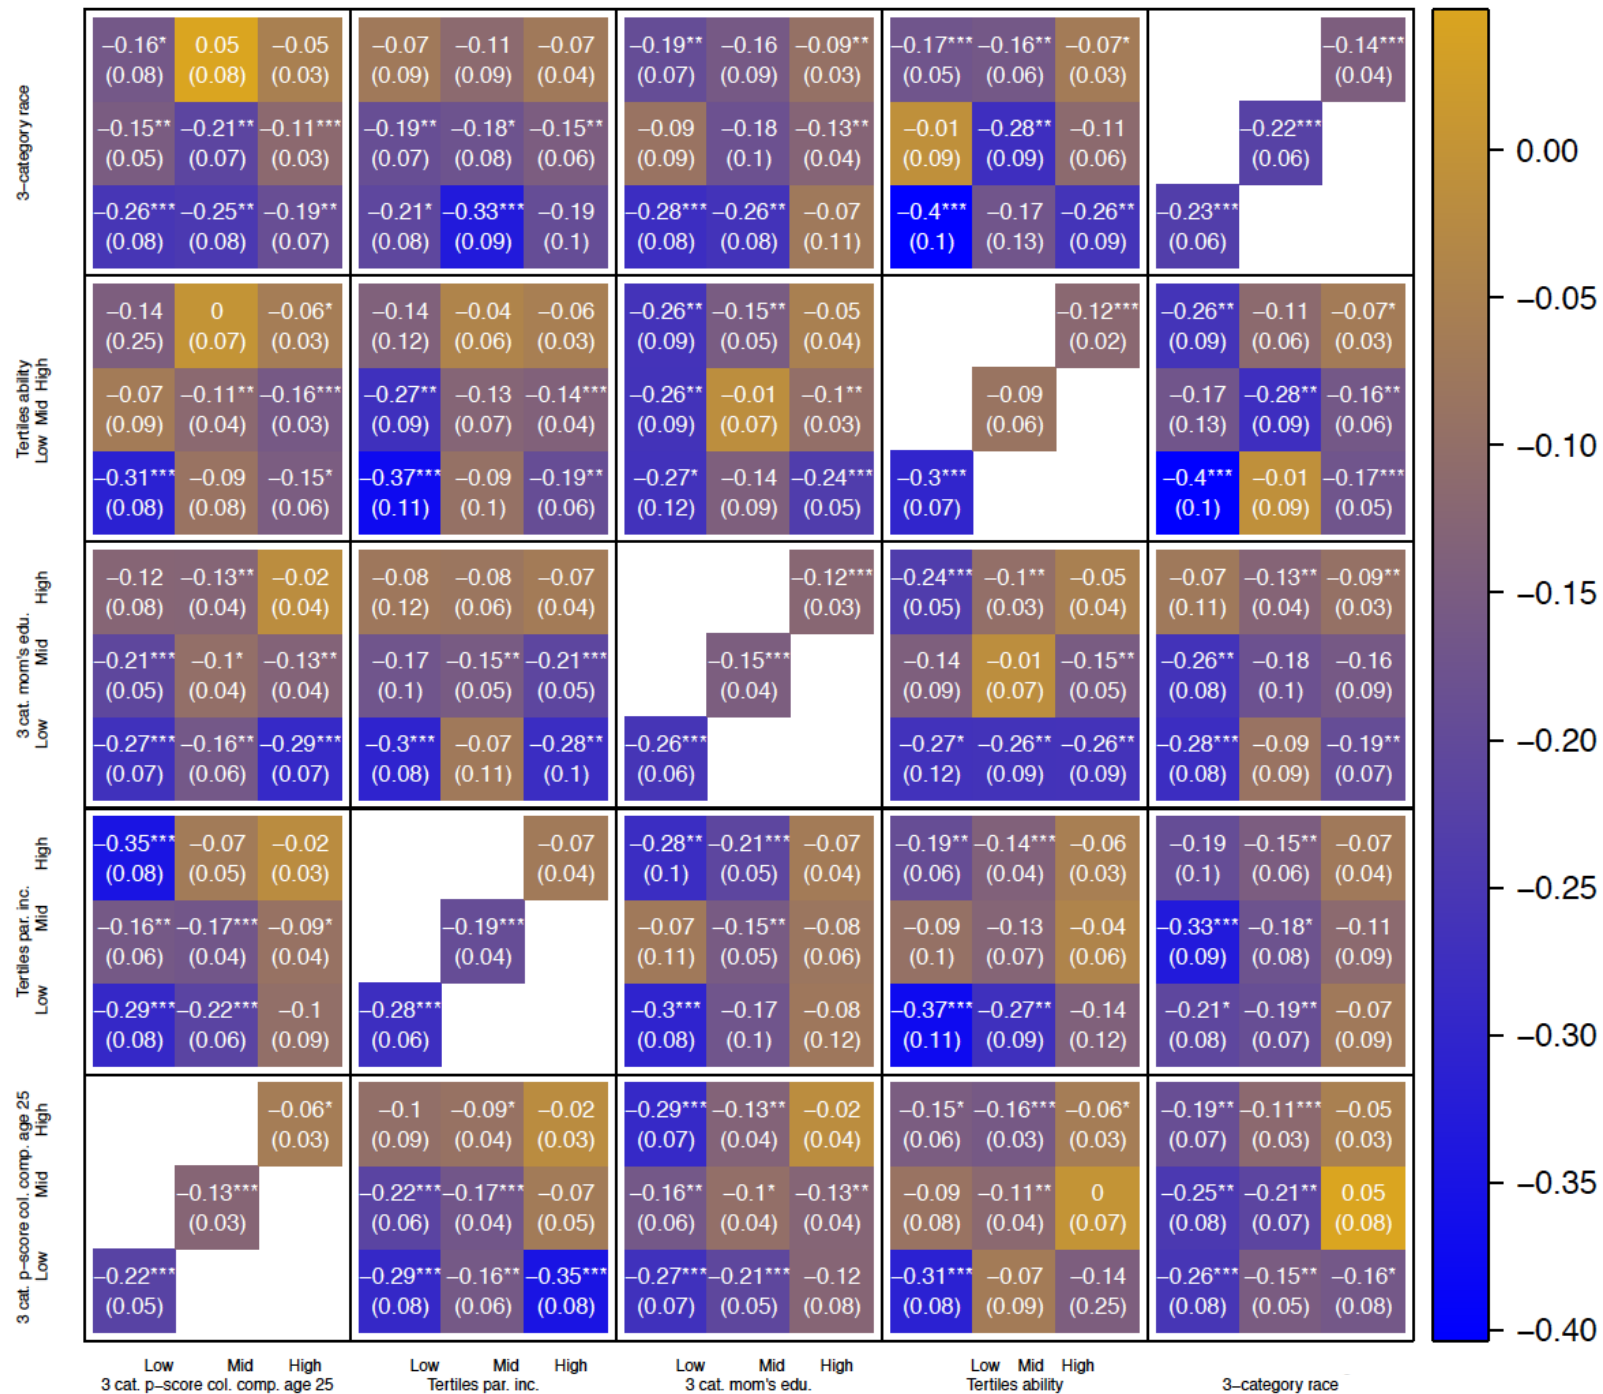 −0.16* 0.05 −0.05 −0.07 −0.11 −0.07 −0.19** −0.16 −0.09** −0.17*** −0.16** −0.07* −0.14***
(0.08) (0.08) (0.03) (0.09) (0.09) (0.04) (0.07) (0.09) (0.03) (0.05) (0.06) (0.03) (0.04)
3−category race
−0.15** −0.21** −0.11*** −0.19** −0.18* −0.15** −0.09 −0.18 −0.13** −0.01 −0.28** −0.11 −0.22***
(0.05) (0.07) (0.03) (0.07) (0.08) (0.06) (0.09) (0.1) (0.04) (0.09) (0.09) (0.06) (0.06)
−0.26*** −0.25** −0.19** −0.21* −0.33*** −0.19 −0.28*** −0.26** −0.07 −0.4*** −0.17 −0.26** −0.23***
(0.08) (0.08) (0.07) (0.08) (0.09) (0.1) (0.08) (0.08) (0.11) (0.1) (0.13) (0.09) (0.06)
−0.14 0 −0.06* −0.14 −0.04 −0.06 −0.26** −0.15** −0.05 −0.12*** −0.26** −0.11 −0.07*
(0.25) (0.07) (0.03) (0.12) (0.06) (0.03) (0.09) (0.05) (0.04) (0.02) (0.09) (0.06) (0.03)
Tertiles ability
Low Mid High
−0.07 −0.11** −0.16*** −0.27** −0.13 −0.14*** −0.26** −0.01 −0.1** −0.09 −0.17 −0.28** −0.16**
(0.09) (0.04) (0.03) (0.09) (0.07) (0.04) (0.09) (0.07) (0.03) (0.06) (0.13) (0.09) (0.06)
−0.31*** −0.09 −0.15* −0.37*** −0.09 −0.19** −0.27* −0.14 −0.24*** −0.3*** −0.4*** −0.01 −0.17***
(0.08) (0.08) (0.06) (0.11) (0.1) (0.06) (0.12) (0.09) (0.05) (0.07) (0.1) (0.09) (0.05)
−0.12 −0.13** −0.02 −0.08 −0.08 −0.07 −0.12*** −0.24*** −0.1** −0.05 −0.07 −0.13** −0.09**
(0.08) (0.04) (0.04) (0.12) (0.06) (0.04) (0.03) (0.05) (0.03) (0.04) (0.11) (0.04) (0.03)
3 cat. mom's edu.
Low Mid High
−0.21*** −0.1* −0.13** −0.17 −0.15** −0.21*** −0.15*** −0.14 −0.01 −0.15** −0.26** −0.18 −0.16
(0.05) (0.04) (0.04) (0.1) (0.05) (0.05) (0.04) (0.09) (0.07) (0.05) (0.08) (0.1) (0.09)
−0.27*** −0.16** −0.29*** −0.3*** −0.07 −0.28** −0.26*** −0.27* −0.26** −0.26** −0.28*** −0.09 −0.19**
(0.07) (0.06) (0.07) (0.08) (0.11) (0.1) (0.06) (0.12) (0.09) (0.09) (0.08) (0.09) (0.07)
−0.35*** −0.07 −0.02 −0.07 −0.28** −0.21*** −0.07 −0.19** −0.14*** −0.06 −0.19 −0.15** −0.07
(0.08) (0.05) (0.03) (0.04) (0.1) (0.05) (0.04) (0.06) (0.04) (0.03) (0.1) (0.06) (0.04)
Tertiles par. inc.
Low Mid High
−0.16** −0.17*** −0.09* −0.19*** −0.07 −0.15** −0.08 −0.09 −0.13 −0.04 −0.33*** −0.18* −0.11
(0.06) (0.04) (0.04) (0.04) (0.11) (0.05) (0.06) (0.1) (0.07) (0.06) (0.09) (0.08) (0.09)
−0.29*** −0.22*** −0.1 −0.28*** −0.3*** −0.17 −0.08 −0.37*** −0.27** −0.14 −0.21* −0.19** −0.07
(0.08) (0.06) (0.09) (0.06) (0.08) (0.1) (0.12) (0.11) (0.09) (0.12) (0.08) (0.07) (0.09)
−0.06* −0.1 −0.09* −0.02 −0.29*** −0.13** −0.02 −0.15* −0.16*** −0.06* −0.19** −0.11*** −0.05
(0.03) (0.09) (0.04) (0.03) (0.07) (0.04) (0.04) (0.06) (0.03) (0.03) (0.07) (0.03) (0.03)
3 cat. p−score col. comp. age 25
Low Mid High
−0.13*** −0.22*** −0.17*** −0.07 −0.16** −0.1* −0.13** −0.09 −0.11** 0 −0.25** −0.21** 0.05
(0.03) (0.06) (0.04) (0.05) (0.06) (0.04) (0.04) (0.08) (0.04) (0.07) (0.08) (0.07) (0.08)
−0.22*** −0.29*** −0.16** −0.35*** −0.27*** −0.21*** −0.12 −0.31*** −0.07 −0.14 −0.26*** −0.15** −0.16*
(0.05) (0.08) (0.06) (0.08) (0.07) (0.05) (0.08) (0.08) (0.09) (0.25) (0.08) (0.05) (0.08)
Low Mid High Low Mid High Low Mid High Low Mid High
3 cat. p−score col. comp. age 25 Tertiles par. inc. 3 cat. mom's edu. Tertiles ability 3−category race
0.00
−0.05
−0.10
−0.15
−0.20
−0.25
−0.30
−0.35
−0.40